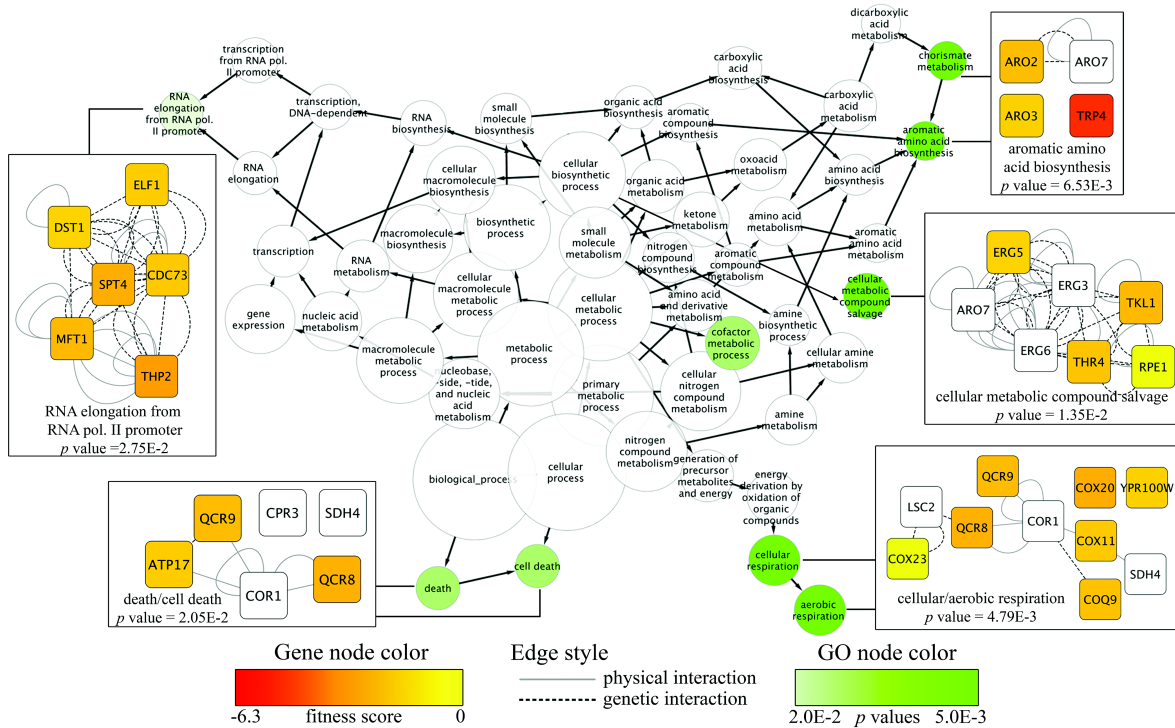 dicarboxylic acid
metabolism
chorismate
metabolism
ARO2
ARO7
ARO3
TRP4
aromatic amino
acid biosynthesis
p value = 6.53E-3
transcription
from RNA pol.
II promoter
RNA
elongation
from RNA pol.
II promoter
transcription,
DNA-dependent
RNA
elongation
RNA
biosynthesis
small molecule
biosynthesis
organic acid
biosynthesis
carboxylic
acid
biosynthesis
carboxylic
acid
metabolism
aromatic
compound
biosynthesis
aromatic
amino acid
biosynthesis
cellular
macromolecule
biosynthesis
cellular
biosynthetic
process
organic acid
metabolism
oxoacid
metabolism
amino acid
biosynthesis
macromolecule
biosynthesis
biosynthetic
process
small
molecule
metabolism
ketone
metabolism
amino acid
metabolism
aromatic
amino acid
metabolism
transcription
RNA
metabolism
cellular
macromolecule
metabolic
process
nitrogen
compound
biosynthesis
aromatic
compound
metabolism
cellular
metabolic
compound
salvage
gene
expression
nucleic acid
metabolism
cellular
metabolic
process
amino acid
and derivative
metabolism
amine
biosynthetic
process
cofactor
metabolic
process
macromolecule
metabolic process
metabolic
process
cellular amine
metabolism
nucleobase,
-side, -tide,
and nucleic acid
metabolism
primary
metabolic
process
cellular
nitrogen
compound
metabolism
amine
metabolism
nitrogen
compound
metabolism
biological_process
cellular
process
generation of
precursor
metabolites
and energy
energy
derivation by
oxidation of
organic
compounds
cellular
respiration
aerobic
respiration
death
cell death
ELF1
DST1
CDC73
SPT4
MFT1
THP2
RNA elongation from
RNA pol. II promoter
p value =2.75E-2
ERG5
ERG3
TKL1
ARO7
ERG6
THR4
RPE1
cellular metabolic compound salvage
p value = 1.35E-2
QCR9
CPR3
SDH4
ATP17
COR1
QCR8
death/cell death
p value = 2.05E-2
QCR9
COX20
YPR100W
LSC2
QCR8
COR1
COX11
COX23
SDH4
COQ9
cellular/aerobic respiration
p value = 4.79E-3
Gene node color
-6.3
fitness score
0
Edge style
physical interaction
genetic interaction
GO node color
2.0E-2
p values
5.0E-3